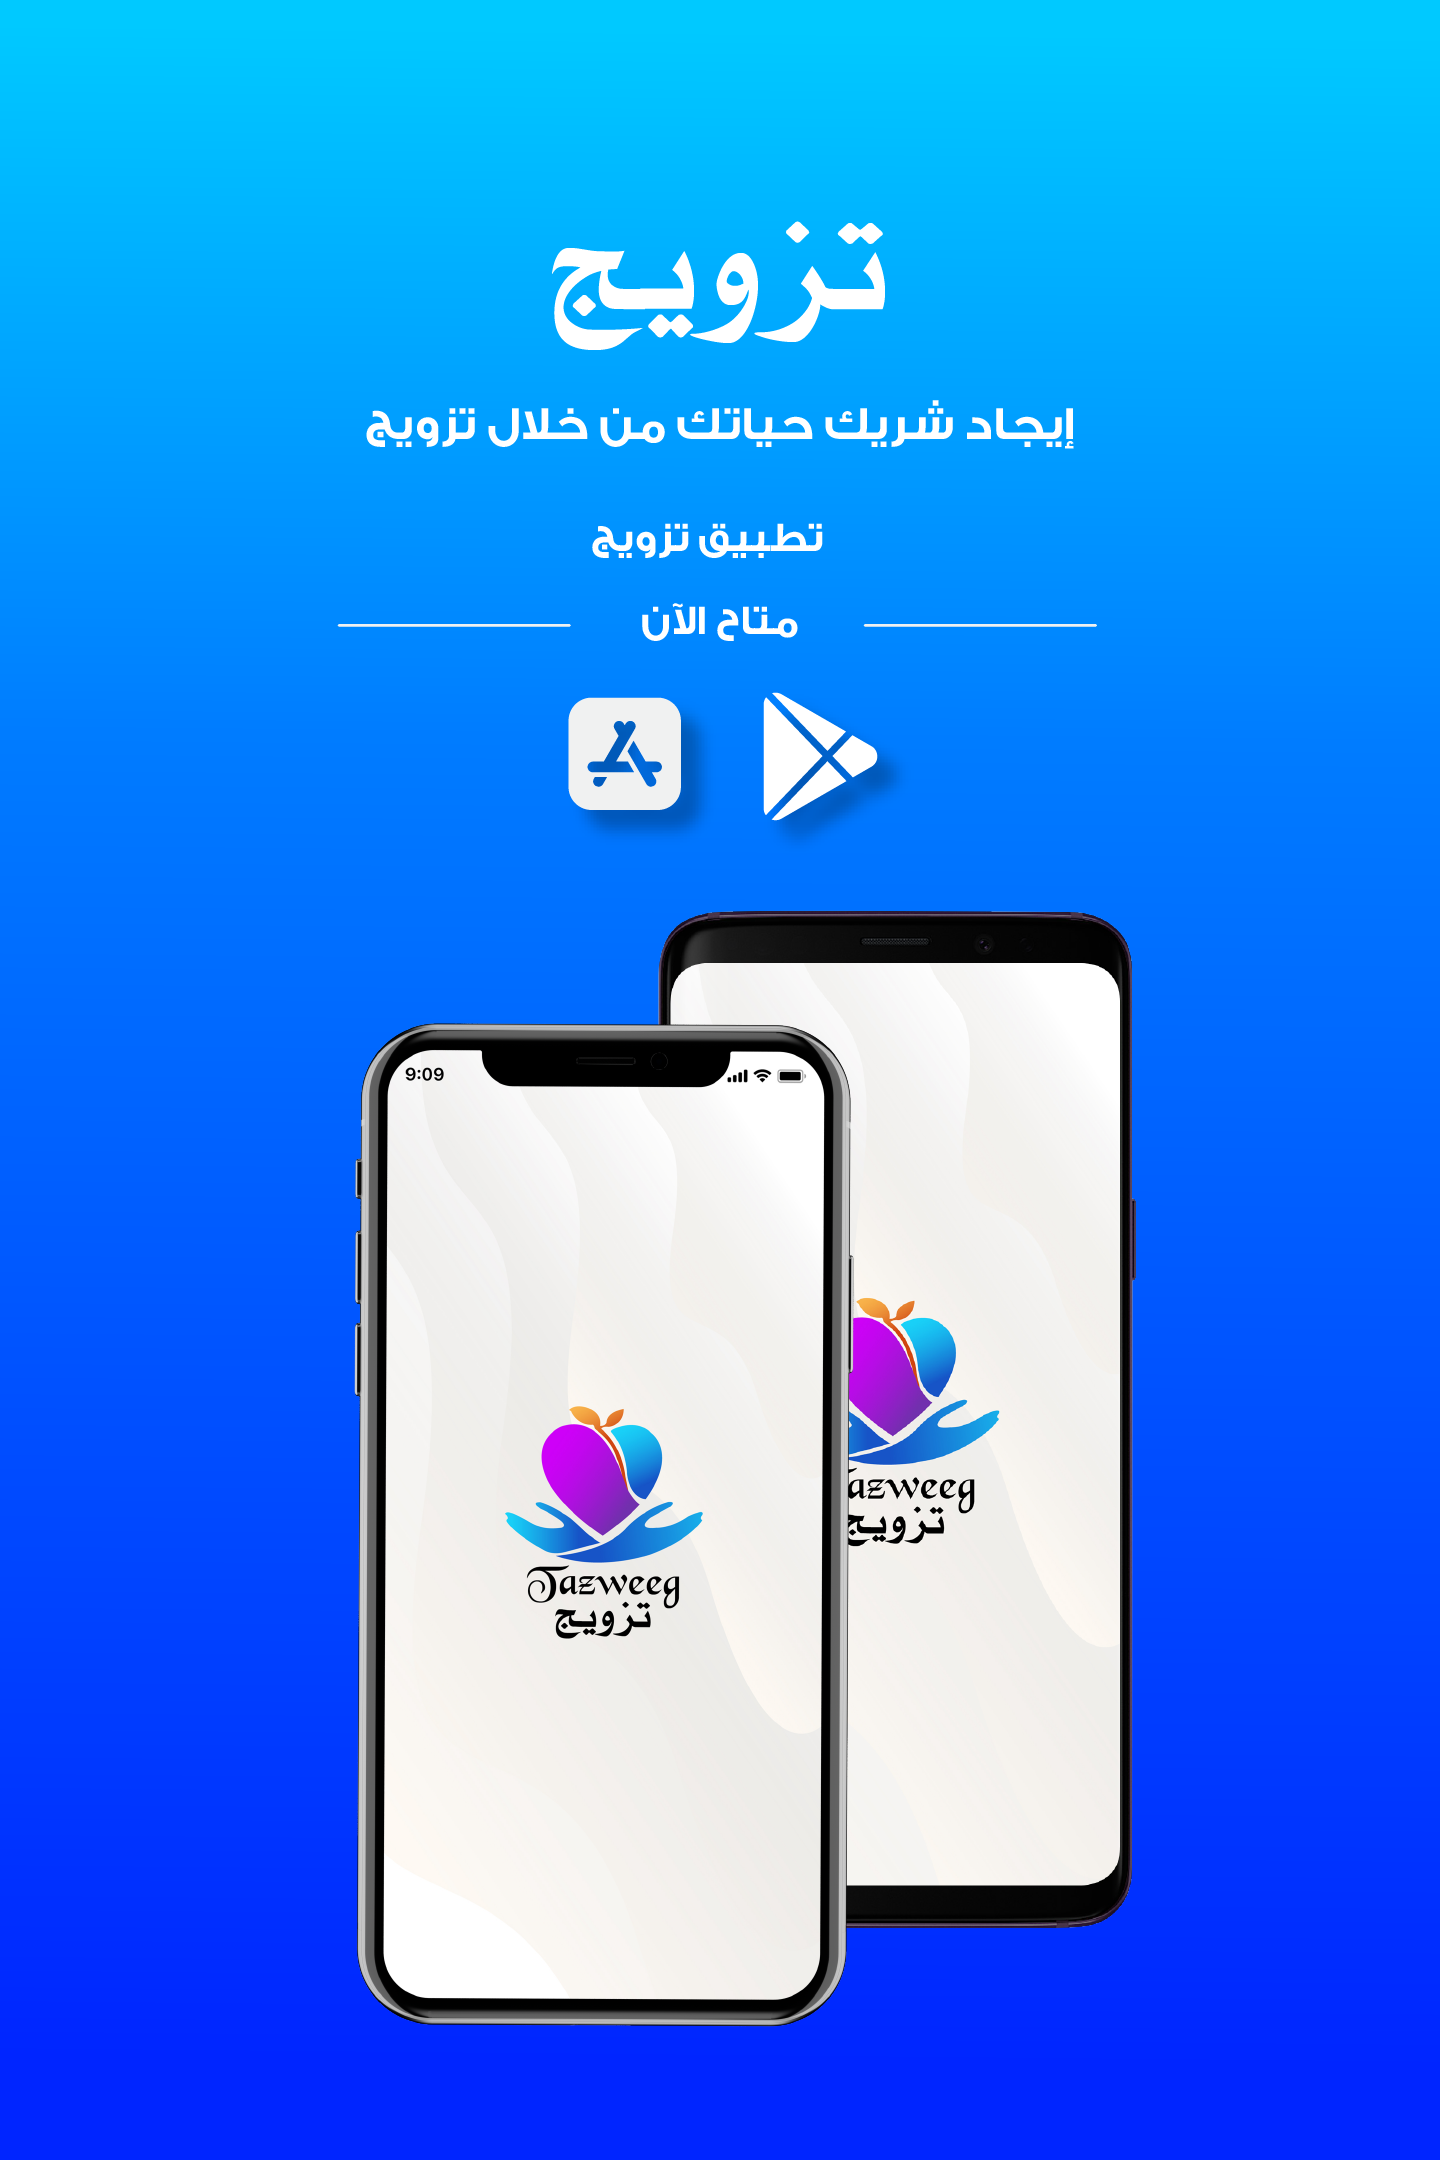 تزويج
إيجاد شريك حياتك من خلال تزويج
تطبيق تزويج
متاح الآن
9:09
Tazweeg
تزويج
azweeg
تزويج